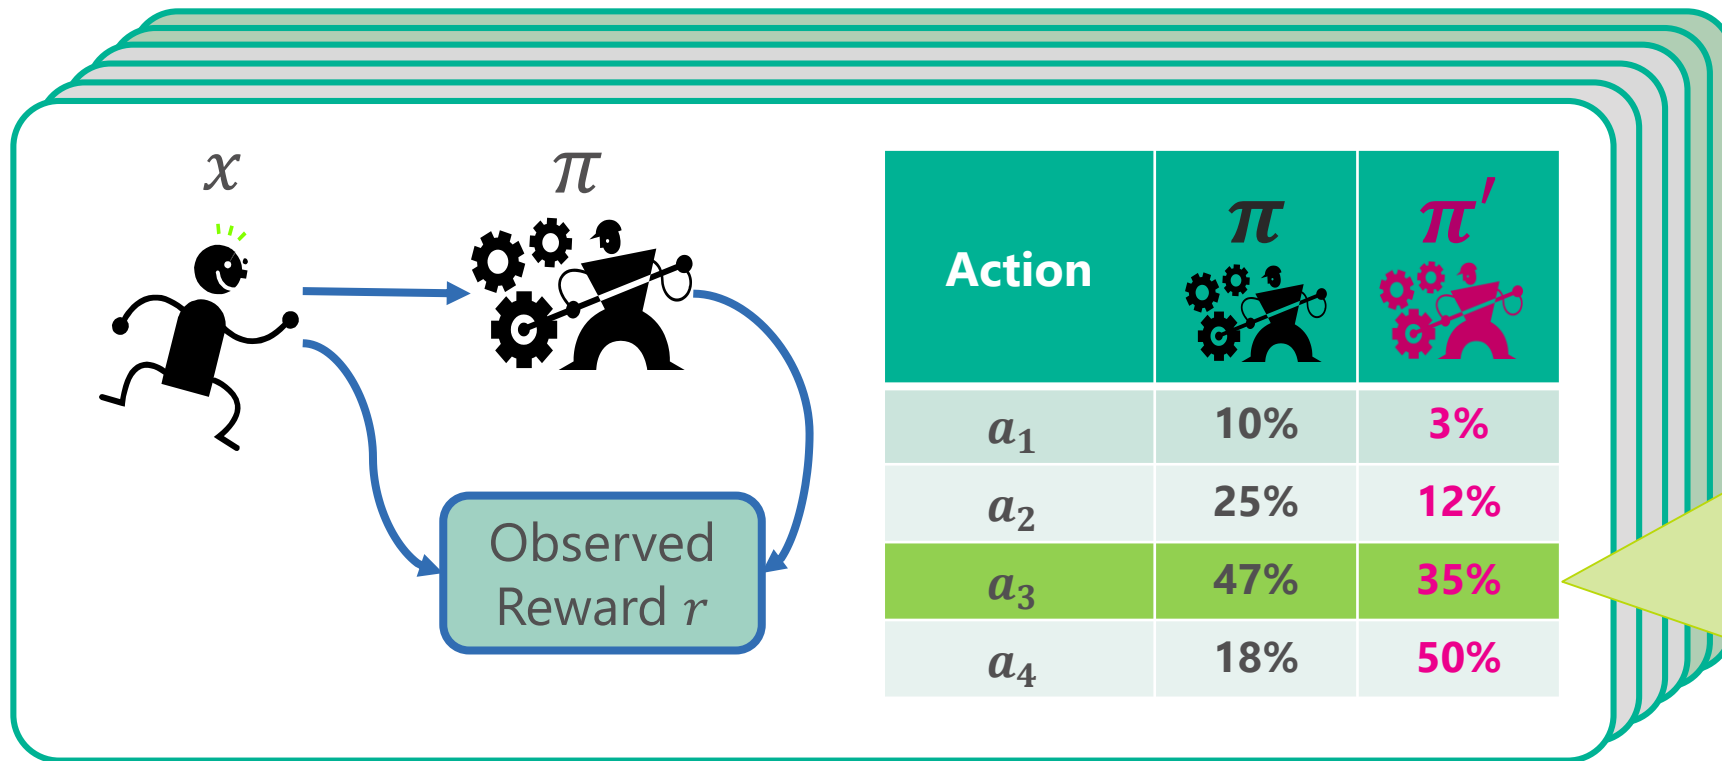 x
π
Observed
Reward r
Action π π′
a₁ 10% 3%
a₂ 25% 12%
a₃ 47% 35%
a₄ 18% 50%